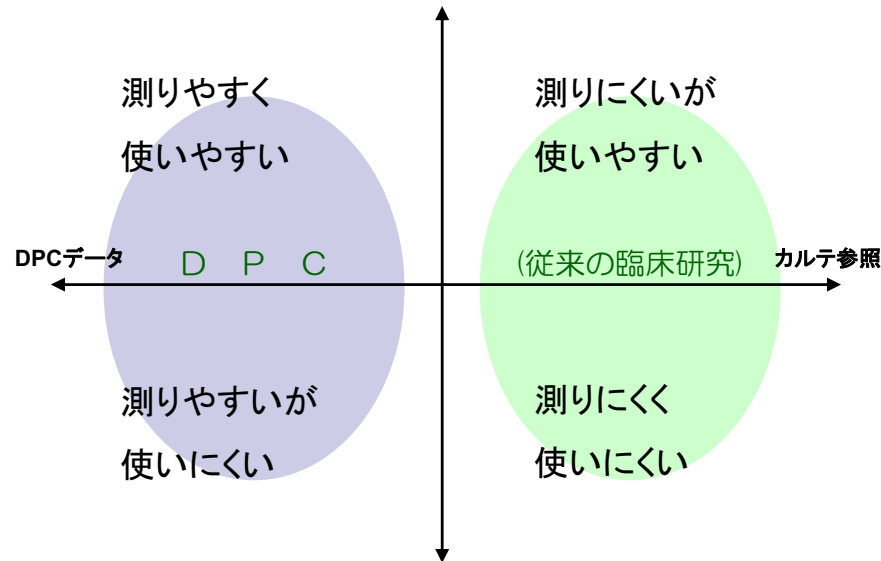 測りやすく
使いやすい
測りにくいが
使いやすい
DPCデータ
D P C
(従来の臨床研究)
カルテ参照
測りやすいが
使いにくい
測りにくく
使いにくい